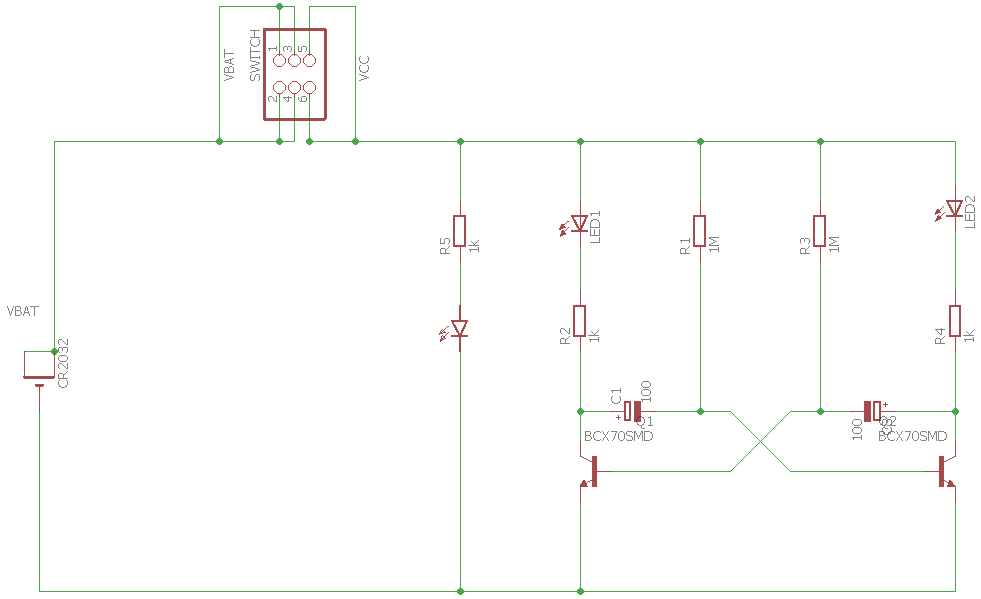 VBAT
SWITCH
1
3
5
2
4
6
VCC
R5
1k
LED1
R2
1K
R1
1M
R3
1M
LED2
R4
1K
VBAT
CR2032
C1
100
Q1
BCX70SMD
100
Q2
BCX70SMD